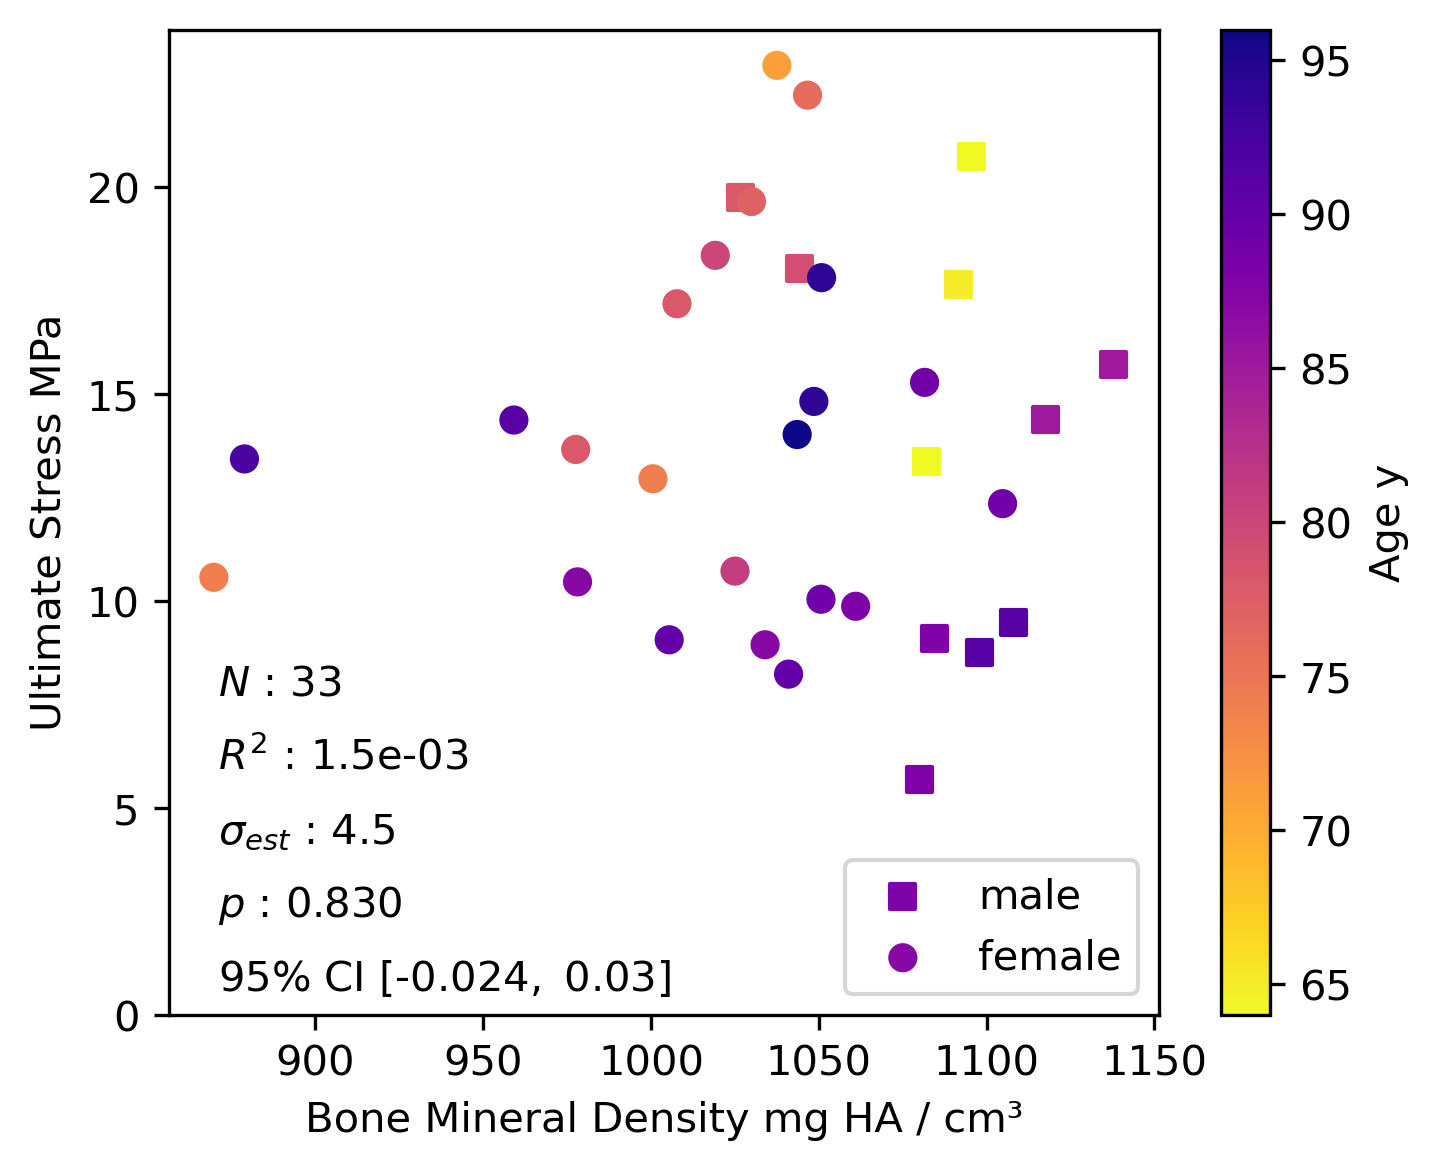 20
15
10
5
0
Ultimate Stress MPa
N : 33
R² : 1.5e-03
σest : 4.5
p : 0.830
95% CI [-0.024, 0.03]
male
female
900 950 1000 1050 1100 1150
Bone Mineral Density mg HA / cm³
95
90
85
80
75
70
65
Age y